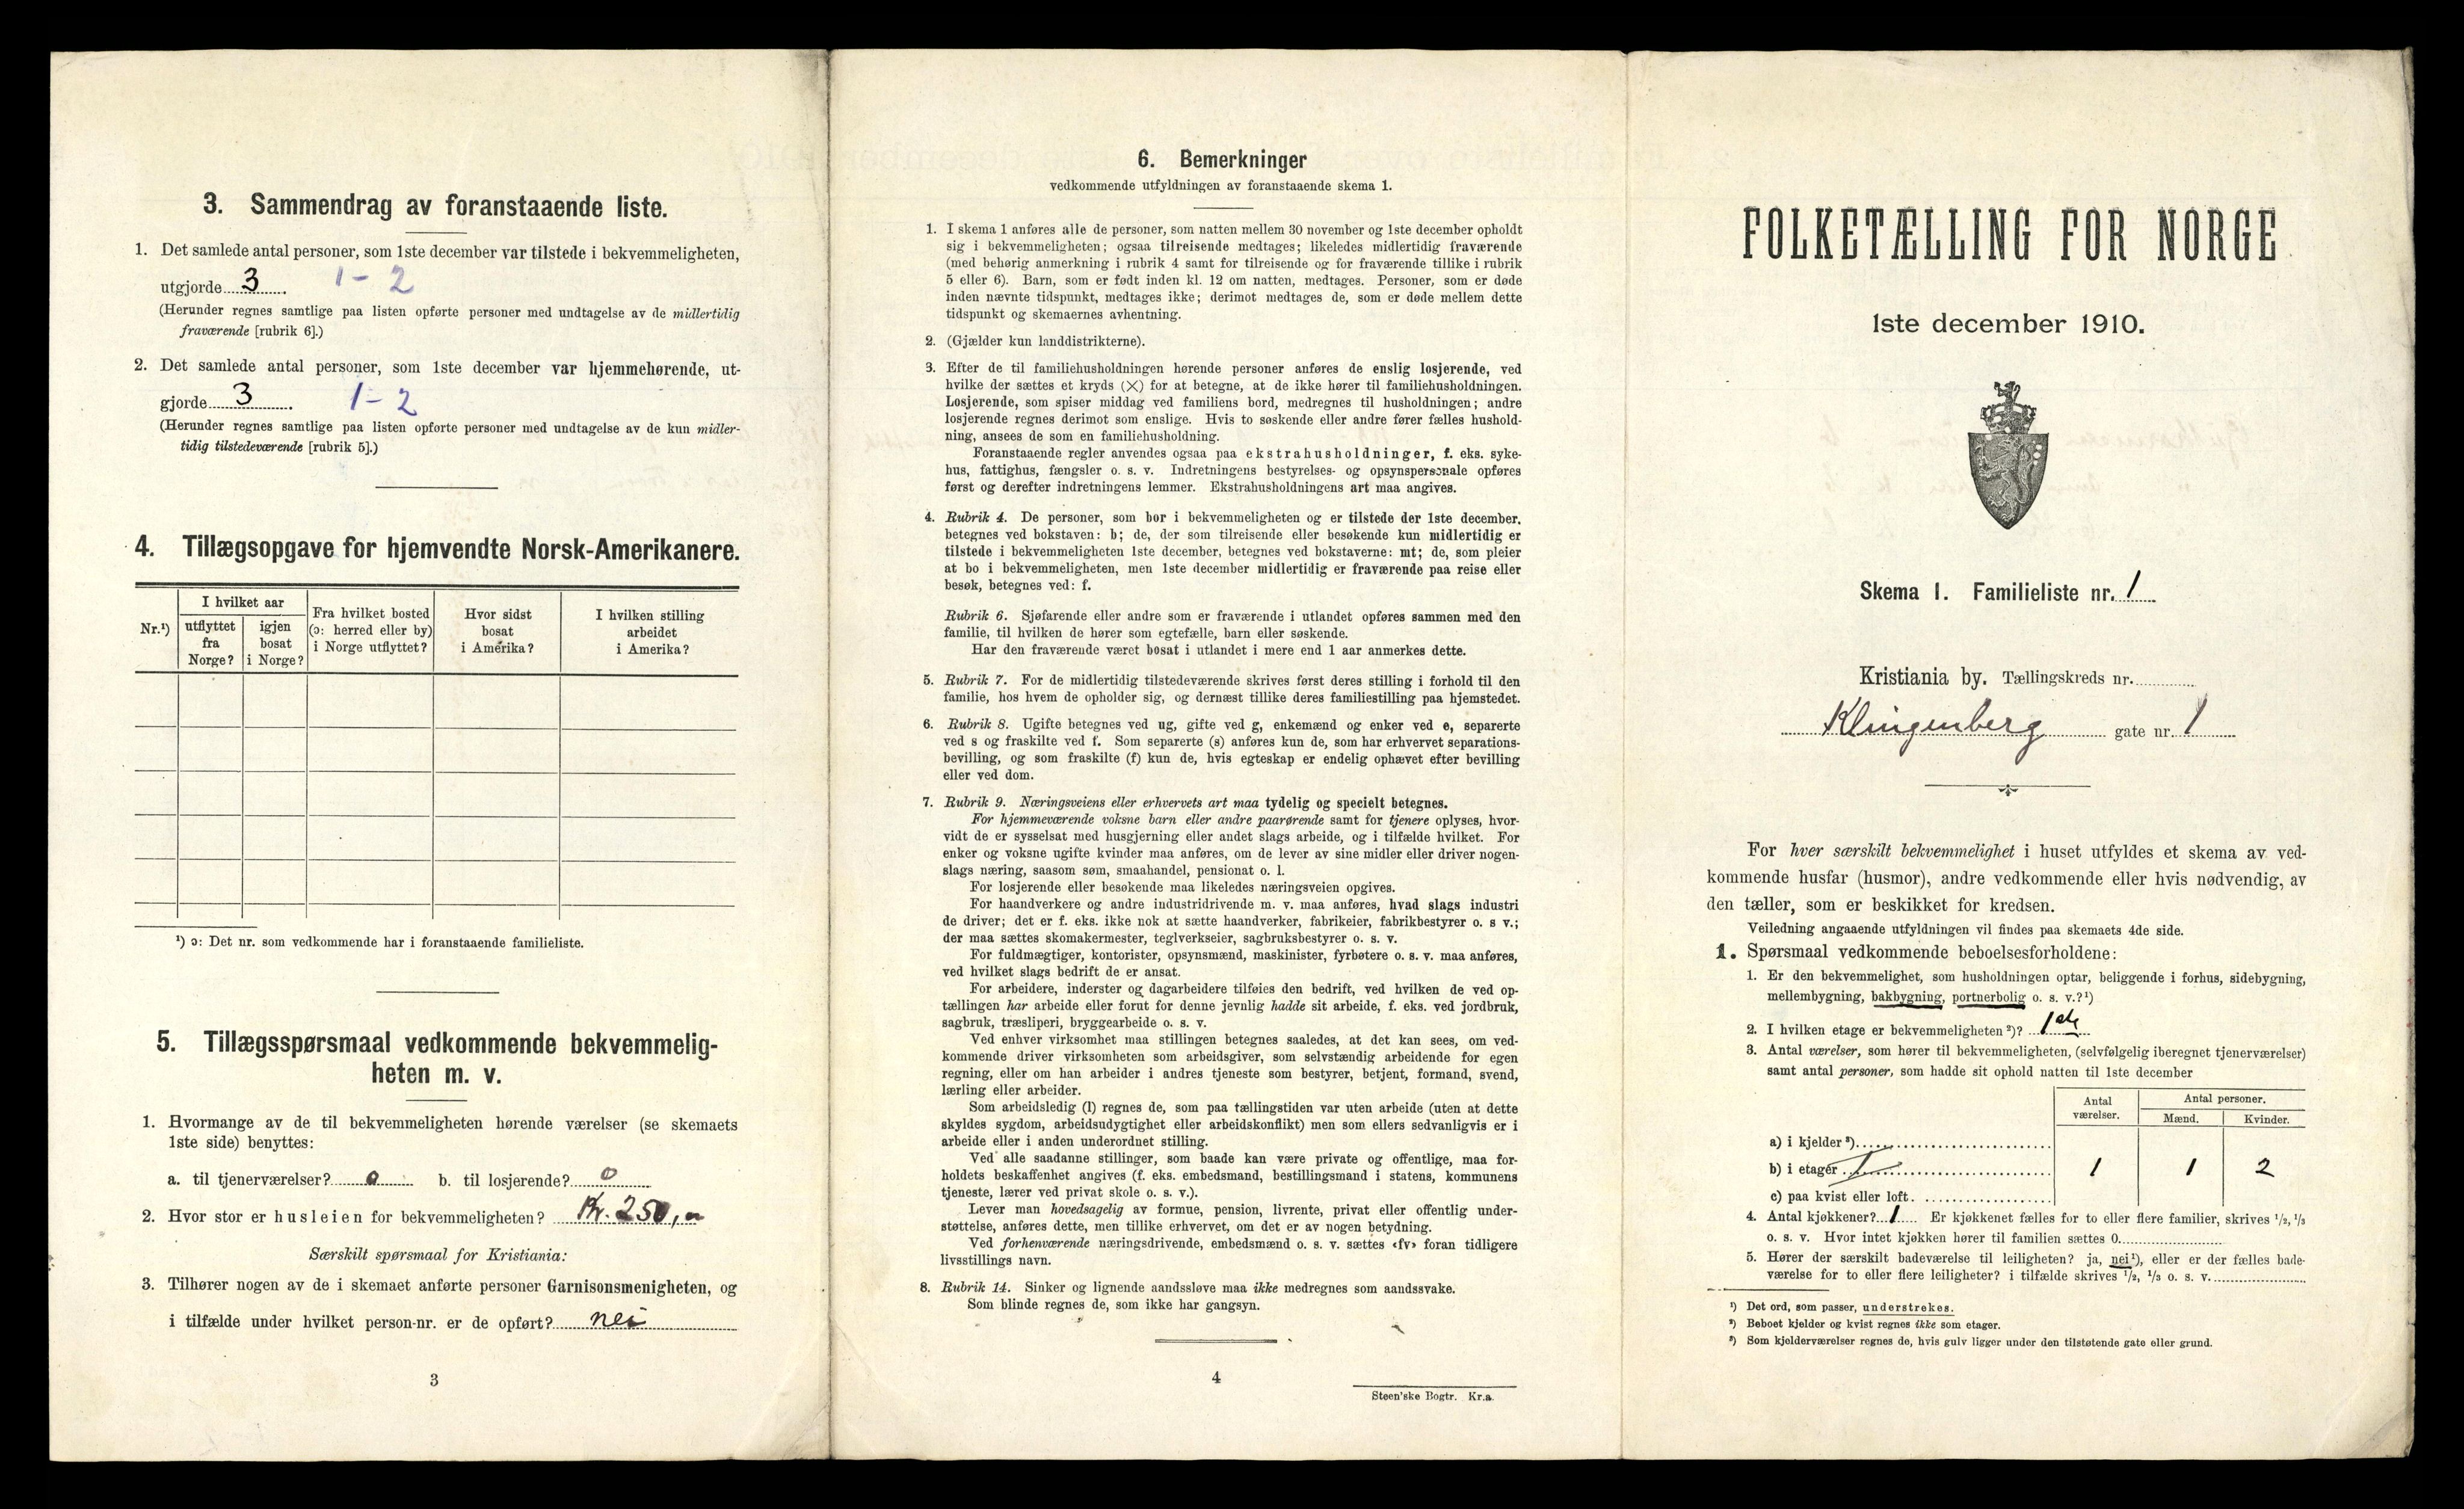 3. Sammendrag av foranstaaende liste.
1. Det samlede antal personer, som 1ste december var tilstede i bekvemmeligheten,
utgjorde 3. 1-2
(Herunder regnes samtlige paa listen opførte personer med undtagelse av de midlertidig
fraværende [rubrik 6].)
2. Det samlede antal personer, som 1ste december var hjemmehørende, ut-
gjorde 3. 1-2
(Herunder regnes samtlige paa listen opførte personer med undtagelse av de kun midler-
tidig tilstedeværende [rubrik 5].)
4. Tillægsopgave for hjemvendte Norsk-Amerikanere.
Nr.¹)
I hvilket aar
utflyttet
fra
Norge?
igjen
bosat
i Norge?
Fra hvilket bosted
(ɔ: herred eller by)
i Norge utflyttet?
Hvor sidst
bosat
i Amerika?
I hvilken stilling
arbeidet
i Amerika?
¹) ɔ: Det nr. som vedkommende har i foranstaaende familieliste.
5. Tillægsspørsmaal vedkommende bekvemmelig-
heten m. v.
1. Hvormange av de til bekvemmeligheten hørende værelser (se skemaets
1ste side) benyttes:
a. til tjenerværelser? 0 b. til losjerende? 0
2. Hvor stor er husleien for bekvemmeligheten? Kr. 250,-
Særskilt spørsmaal for Kristiania:
3. Tilhører nogen av de i skemaet anførte personer Garnisonsmenigheten, og
i tilfælde under hvilket person-nr. er de opført? nei
3
6. Bemerkninger
vedkommende utfyldningen av foranstaaende skema 1.
1. I skema 1 anføres alle de personer, som natten mellem 30 november og 1ste december opholdt
sig i bekvemmeligheten; ogsaa tilreisende medtages; likeledes midlertidig fraværende
(med behørig anmerkning i rubrik 4 samt for tilreisende og for fraværende tillike i rubrik
5 eller 6). Barn, som er født inden kl. 12 om natten, medtages. Personer, som er døde
inden nævnte tidspunkt, medtages ikke; derimot medtages de, som er døde mellem dette
tidspunkt og skemaernes avhentning.
2. (Gjælder kun landdistrikterne).
3. Efter de til familiehusholdningen hørende personer anføres de enslig losjerende, ved
hvilke der sættes et kryds (×) for at betegne, at de ikke hører til familiehusholdningen.
Losjerende, som spiser middag ved familiens bord, medregnes til husholdningen; andre
losjerende regnes derimot som enslige. Hvis to søskende eller andre fører fælles hushold-
ning, ansees de som en familiehusholdning.
Foranstaaende regler anvendes ogsaa paa ekstrahusholdninger, f. eks. syke-
hus, fattighus, fængsler o. s. v. Indretningens bestyrelses- og opsynspersonale opføres
først og derefter indretningens lemmer. Ekstrahusholdningens art maa angives.
4. Rubrik 4. De personer, som bor i bekvemmeligheten og er tilstede der 1ste december,
betegnes ved bokstaven: b; de, der som tilreisende eller besøkende kun midlertidig er
tilstede i bekvemmeligheten 1ste december, betegnes ved bokstaverne: mt; de, som pleier
at bo i bekvemmeligheten, men 1ste december midlertidig er fraværende paa reise eller
besøk, betegnes ved: f.
Rubrik 6. Sjøfarende eller andre som er fraværende i utlandet opføres sammen med den
familie, til hvilken de hører som egtefælle, barn eller søskende.
Har den fraværende været bosat i utlandet i mere end 1 aar anmerkes dette.
5. Rubrik 7. For de midlertidig tilstedeværende skrives først deres stilling i forhold til den
familie, hos hvem de opholder sig, og dernæst tillike deres familiestilling paa hjemstedet.
6. Rubrik 8. Ugifte betegnes ved ug, gifte ved g, enkemænd og enker ved e, separerte
ved s og fraskilte ved f. Som separerte (s) anføres kun de, som har erhvervet separations-
bevilling, og som fraskilte (f) kun de, hvis egteskap er endelig ophævet efter bevilling
eller ved dom.
7. Rubrik 9. Næringsveiens eller erhvervets art maa tydelig og specielt betegnes.
For hjemmeværende voksne barn eller andre paarørende samt for tjenere oplyses, hvor-
vidt de er sysselsat med husgjerning eller andet slags arbeide, og i tilfælde hvilket. For
enker og voksne ugifte kvinder maa anføres, om de lever av sine midler eller driver nogen-
slags næring, saasom søm, smaahandel, pensionat o. l.
For losjerende eller besøkende maa likeledes næringsveien opgives.
For haandverkere og andre industridrivende m. v. maa anføres, hvad slags industri
de driver; det er f. eks. ikke nok at sætte haandverker, fabrikeier, fabrikbestyrer o. s v.;
der maa sættes skomakermester, teglverkseier, sagbruksbestyrer o. s. v.
For fuldmægtiger, kontorister, opsynsmænd, maskinister, fyrbøtere o. s. v. maa anføres,
ved hvilket slags bedrift de er ansat.
For arbeidere, inderster og dagarbeidere tilføies den bedrift, ved hvilken de ved op-
tællingen har arbeide eller forut for denne jevnlig hadde sit arbeide, f. eks. ved jordbruk,
sagbruk, træsliperi, bryggearbeide o. s. v.
Ved enhver virksomhet maa stillingen betegnes saaledes, at det kan sees, om ved-
kommende driver virksomheten som arbeidsgiver, som selvstændig arbeidende for egen
regning, eller om han arbeider i andres tjeneste som bestyrer, betjent, formand, svend,
lærling eller arbeider.
Som arbeidsledig (l) regnes de, som paa tællingstiden var uten arbeide (uten at dette
skyldes sygdom, arbeidsudygtighet eller arbeidskonflikt) men som ellers sedvanligvis er i
arbeide eller i anden underordnet stilling.
Ved alle saadanne stillinger, som baade kan være private og offentlige, maa for-
holdets beskaffenhet angives (f. eks. embedsmand, bestillingsmand i statens, kommunens
tjeneste, lærer ved privat skole o. s. v.).
Lever man hovedsagelig av formue, pension, livrente, privat eller offentlig under-
støttelse, anføres dette, men tillike erhvervet, om det er av nogen betydning.
Ved forhenværende næringsdrivende, embedsmænd o. s. v. sættes «fv» foran tidligere
livsstillings navn.
8. Rubrik 14. Sinker og lignende aandssløve maa ikke medregnes som aandssvake.
Som blinde regnes de, som ikke har gangsyn.
4
Steen'ske Bogtr. Kr.a.
FOLKETÆLLING FOR NORGE
1ste december 1910.
Skema 1. Familieliste nr. 1
Kristiania by. Tællingskreds nr.
Klingenberg gate nr. 1
For hver særskilt bekvemmelighet i huset utfyldes et skema av ved-
kommende husfar (husmor), andre vedkommende eller hvis nødvendig, av
den tæller, som er beskikket for kredsen.
Veiledning angaaende utfyldningen vil findes paa skemaets 4de side.
1. Spørsmaal vedkommende beboelsesforholdene:
1. Er den bekvemmelighet, som husholdningen optar, beliggende i forhus, sidebygning,
mellembygning, bakbygning, portnerbolig o. s. v.?¹)
2. I hvilken etage er bekvemmeligheten²)? 1ste
3. Antal værelser, som hører til bekvemmeligheten, (selvfølgelig iberegnet tjenerværelser)
samt antal personer, som hadde sit ophold natten til 1ste december
Antal
værelser.
Antal personer.
Mænd. Kvinder.
a) i kjelder³)
b) i etager 1 1 1 2
c) paa kvist eller loft.
4. Antal kjøkkener? 1 Er kjøkkenet fælles for to eller flere familier, skrives 1/2, 1/3
o. s. v. Hvor intet kjøkken hører til familien sættes 0.
5. Hører der særskilt badeværelse til leiligheten? ja, nei¹), eller er der fælles bade-
værelse for to eller flere leiligheter? i tilfælde skrives 1/2, 1/3 o. s. v.
¹) Det ord, som passer, understrekes.
²) Beboet kjelder og kvist regnes ikke som etager.
³) Som kjelderværelser regnes de, hvis gulv ligger under den tilstøtende gate eller grund.